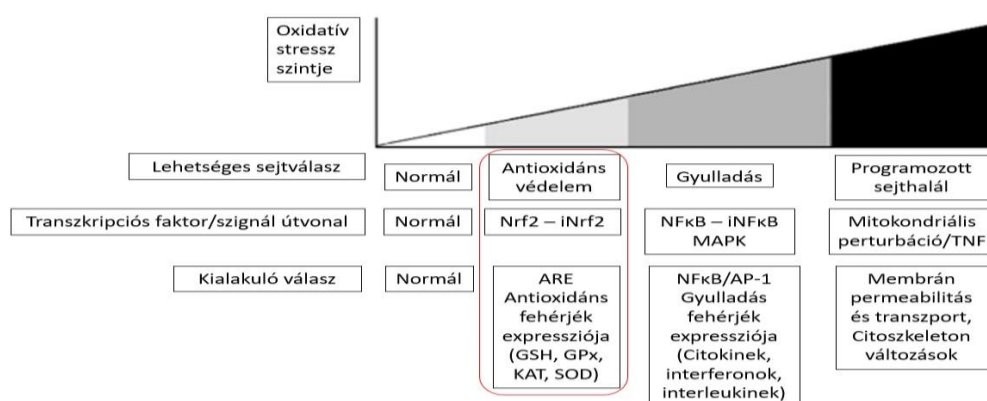 Oxidatív
stressz
szintje
Lehetséges sejtválasz
Normál
Antioxidáns
védelem
Gyulladás
Programozott
sejthalál
Transzkripciós faktor/szignál útvonal
Normál
Nrf2 – iNrf2
NFκB – iNFκB
MAPK
Mitokondriális
perturbáció/TNF
Kialakuló válasz
Normál
ARE
Antioxidáns
fehérjék
expressziója
(GSH, GPx,
KAT, SOD)
NFκB/AP-1
Gyulladás
fehérjék
expressziója
(Citokinek,
interferonok,
interleukinek)
Membrán
permeabilitás
és transzport,
Citoszkeleton
változások